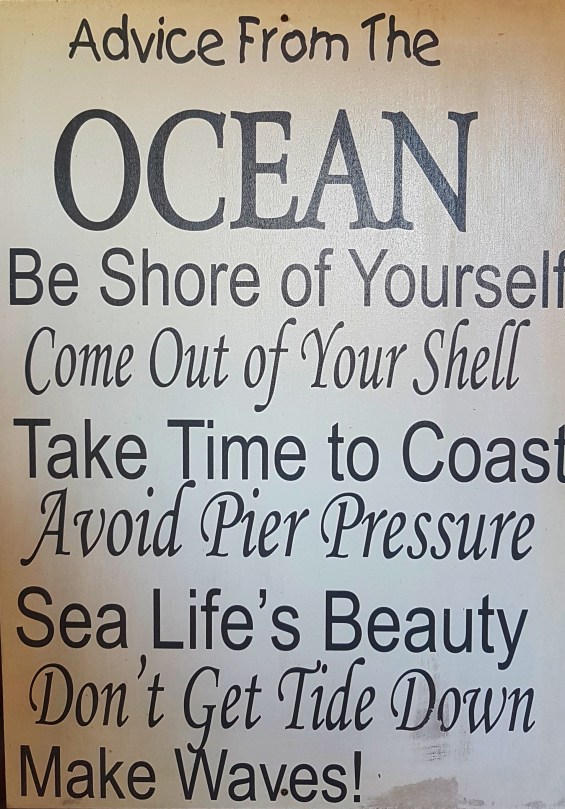 Advice From The
OCEAN
Be Shore of Yourself
Come Out of Your Shell
Take Time to Coast
Avoid Pier Pressure
Sea Life's Beauty
Don't Get Tide Down
Make Waves!